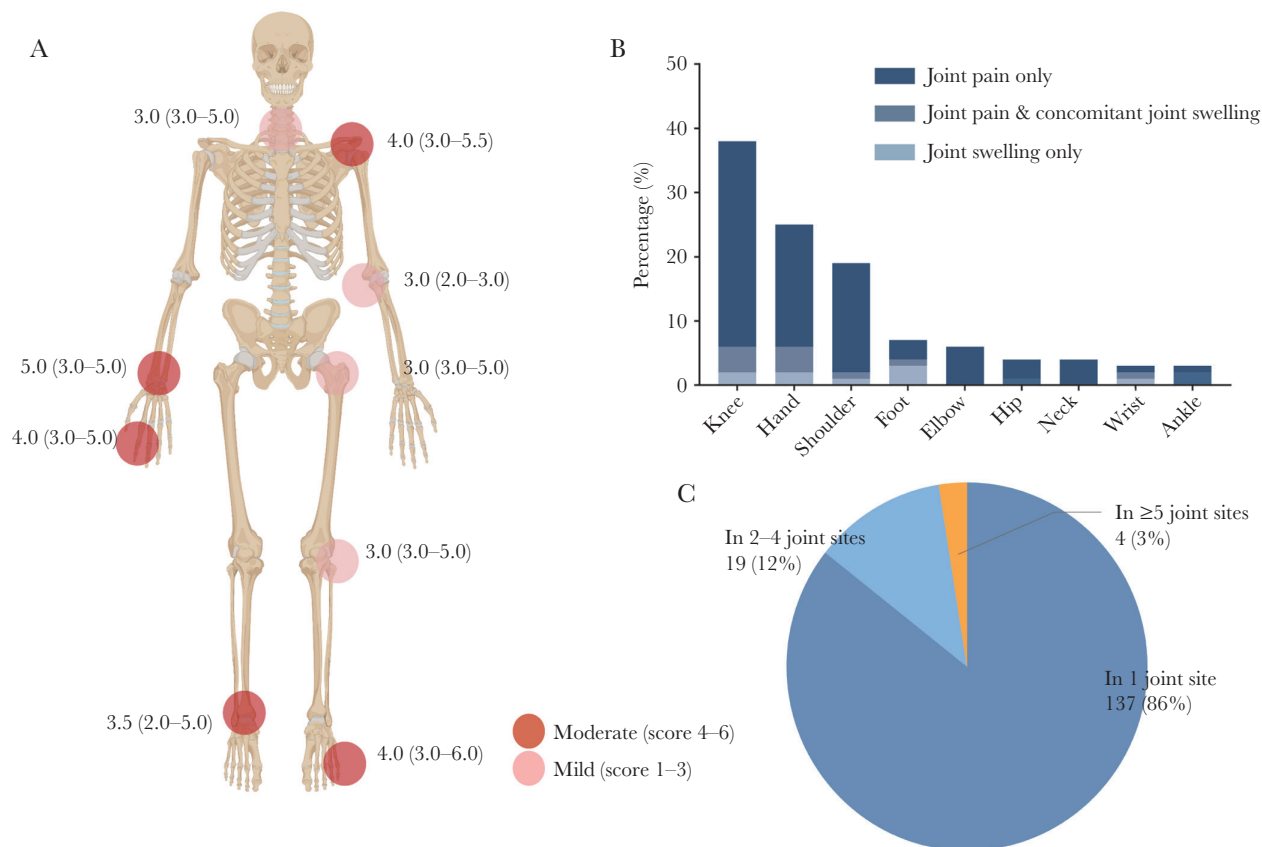 A
3.0 (3.0–5.0)
4.0 (3.0–5.5)
3.0 (2.0–3.0)
5.0 (3.0–5.0)
3.0 (3.0–5.0)
4.0 (3.0–5.0)
3.0 (3.0–5.0)
3.5 (2.0–5.0)
4.0 (3.0–6.0)
Moderate (score 4–6)
Mild (score 1–3)
B
Percentage (%)
50
40
30
20
10
0
Joint pain only
Joint pain & concomitant joint swelling
Joint swelling only
Knee
Hand
Shoulder
Foot
Elbow
Hip
Neck
Wrist
Ankle
C
In 2–4 joint sites
19 (12%)
In ≥5 joint sites
4 (3%)
In 1 joint site
137 (86%)